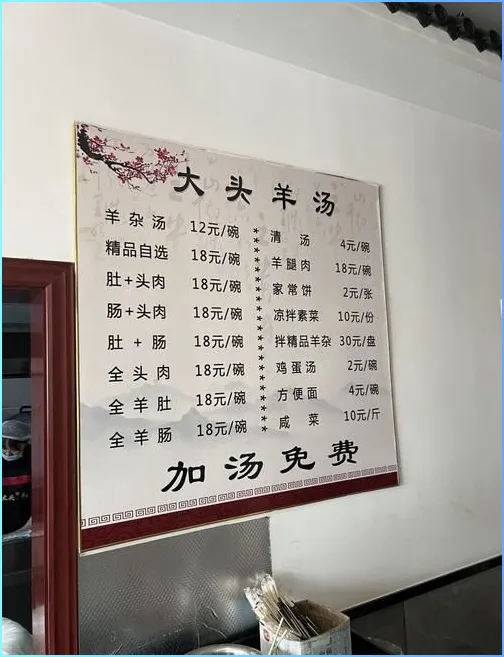 大头羊汤
羊杂汤 12元/碗
精品自选 18元/碗
肚+头肉 18元/碗
肠+头肉 18元/碗
肚+肠 18元/碗
全头肉 18元/碗
全羊肚 18元/碗
全羊肠 18元/碗
清汤 4元/碗
羊腿肉 18元/碗
家常饼 2元/张
凉拌素菜 10元/份
拌精品羊杂 30元/盘
鸡蛋汤 2元/碗
方便面 4元/碗
咸菜 10元/斤
加汤免费